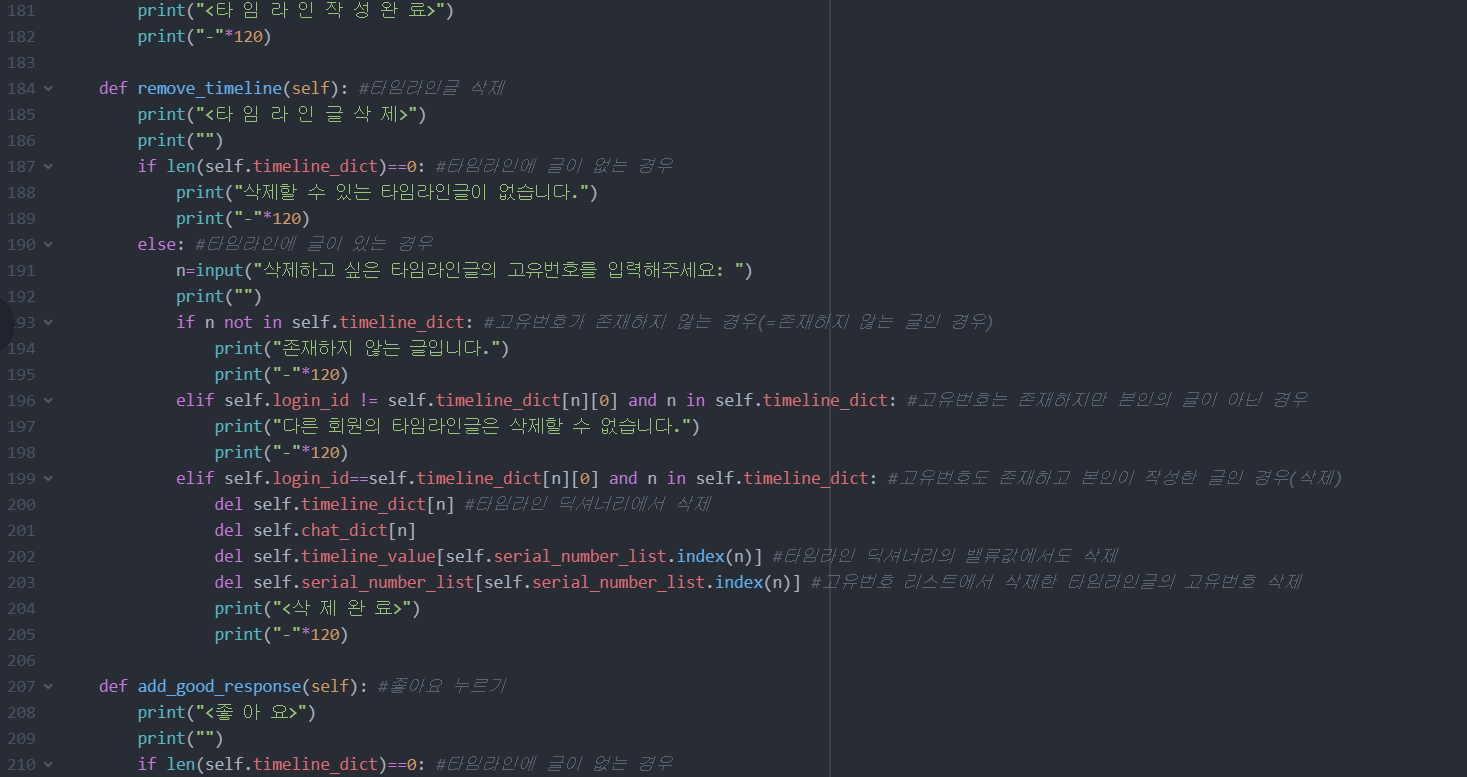 181 print("<타 임 라 인 작 성 완 료>")
182 print("-"*120)
183
184 def remove_timeline(self): #타임라인글 삭제
185 print("<타 임 라 인 글 삭 제>")
186 print("")
187 if len(self.timeline_dict)==0: #타임라인에 글이 없는 경우
188 print("삭제할 수 있는 타임라인글이 없습니다.")
189 print("-"*120)
190 else: #타임라인에 글이 있는 경우
191 n=input("삭제하고 싶은 타임라인글의 고유번호를 입력해주세요: ")
192 print("")
93 if n not in self.timeline_dict: #고유번호가 존재하지 않는 경우(=존재하지 않는 글인 경우)
194 print("존재하지 않는 글입니다.")
195 print("-"*120)
196 elif self.login_id != self.timeline_dict[n][0] and n in self.timeline_dict: #고유번호는 존재하지만 본인의 글이 아닌 경우
197 print("다른 회원의 타임라인글은 삭제할 수 없습니다.")
198 print("-"*120)
199 elif self.login_id==self.timeline_dict[n][0] and n in self.timeline_dict: #고유번호도 존재하고 본인이 작성한 글인 경우(삭제)
200 del self.timeline_dict[n] #타임라인 딕셔너리에서 삭제
201 del self.chat_dict[n]
202 del self.timeline_value[self.serial_number_list.index(n)] #타임라인 딕셔너리의 밸류값에서도 삭제
203 del self.serial_number_list[self.serial_number_list.index(n)] #고유번호 리스트에서 삭제한 타임라인글의 고유번호 삭제
204 print("<삭 제 완 료>")
205 print("-"*120)
206
207 def add_good_response(self): #좋아요 누르기
208 print("<좋 아 요>")
209 print("")
210 if len(self.timeline_dict)==0: #타임라인에 글이 없는 경우